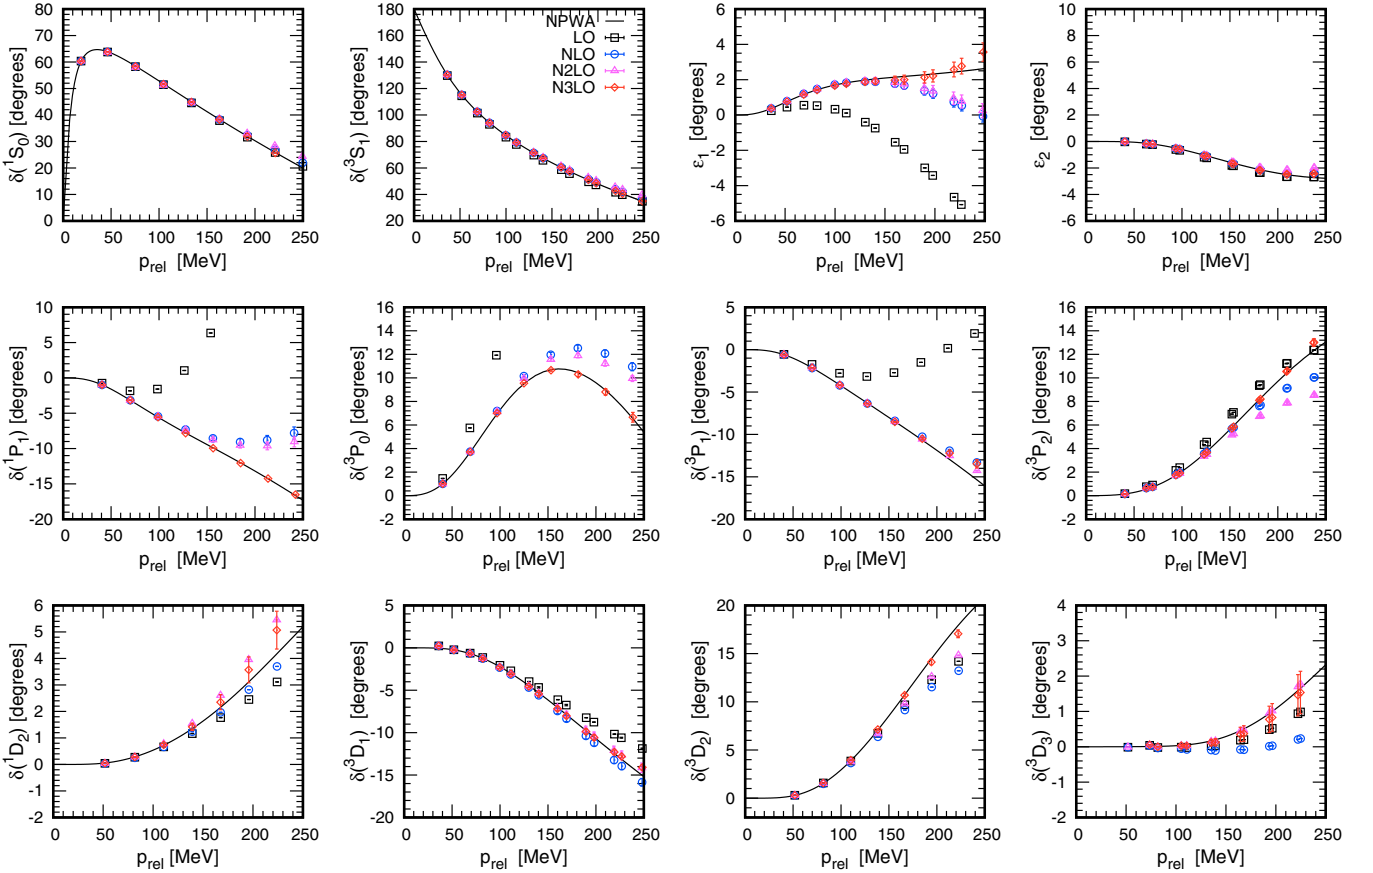 δ(¹S₀) [degrees]
80
70
60
50
40
30
20
10
0
0 50 100 150 200 250
p_rel [MeV]
δ(³S₁) [degrees]
180
160
140
120
100
80
60
40
20
0 50 100 150 200 250
p_rel [MeV]
NPWA
LO
NLO
N2LO
N3LO
ε₁ [degrees]
6
4
2
0
-2
-4
-6
0 50 100 150 200 250
p_rel [MeV]
ε₂ [degrees]
10
8
6
4
2
0
-2
-4
-6
0 50 100 150 200 250
p_rel [MeV]
δ(¹P₁) [degrees]
10
5
0
-5
-10
-15
-20
0 50 100 150 200 250
p_rel [MeV]
δ(³P₀) [degrees]
16
14
12
10
8
6
4
2
0
-2
0 50 100 150 200 250
p_rel [MeV]
δ(³P₁) [degrees]
5
0
-5
-10
-15
-20
0 50 100 150 200 250
p_rel [MeV]
δ(³P₂) [degrees]
16
14
12
10
8
6
4
2
0
-2
0 50 100 150 200 250
p_rel [MeV]
δ(¹D₂) [degrees]
6
5
4
3
2
1
0
-1
-2
0 50 100 150 200 250
p_rel [MeV]
δ(³D₁) [degrees]
5
0
-5
-10
-15
-20
0 50 100 150 200 250
p_rel [MeV]
δ(³D₂) [degrees]
20
15
10
5
0
0 50 100 150 200 250
p_rel [MeV]
δ(³D₃) [degrees]
4
3
2
1
0
-1
-2
0 50 100 150 200 250
p_rel [MeV]